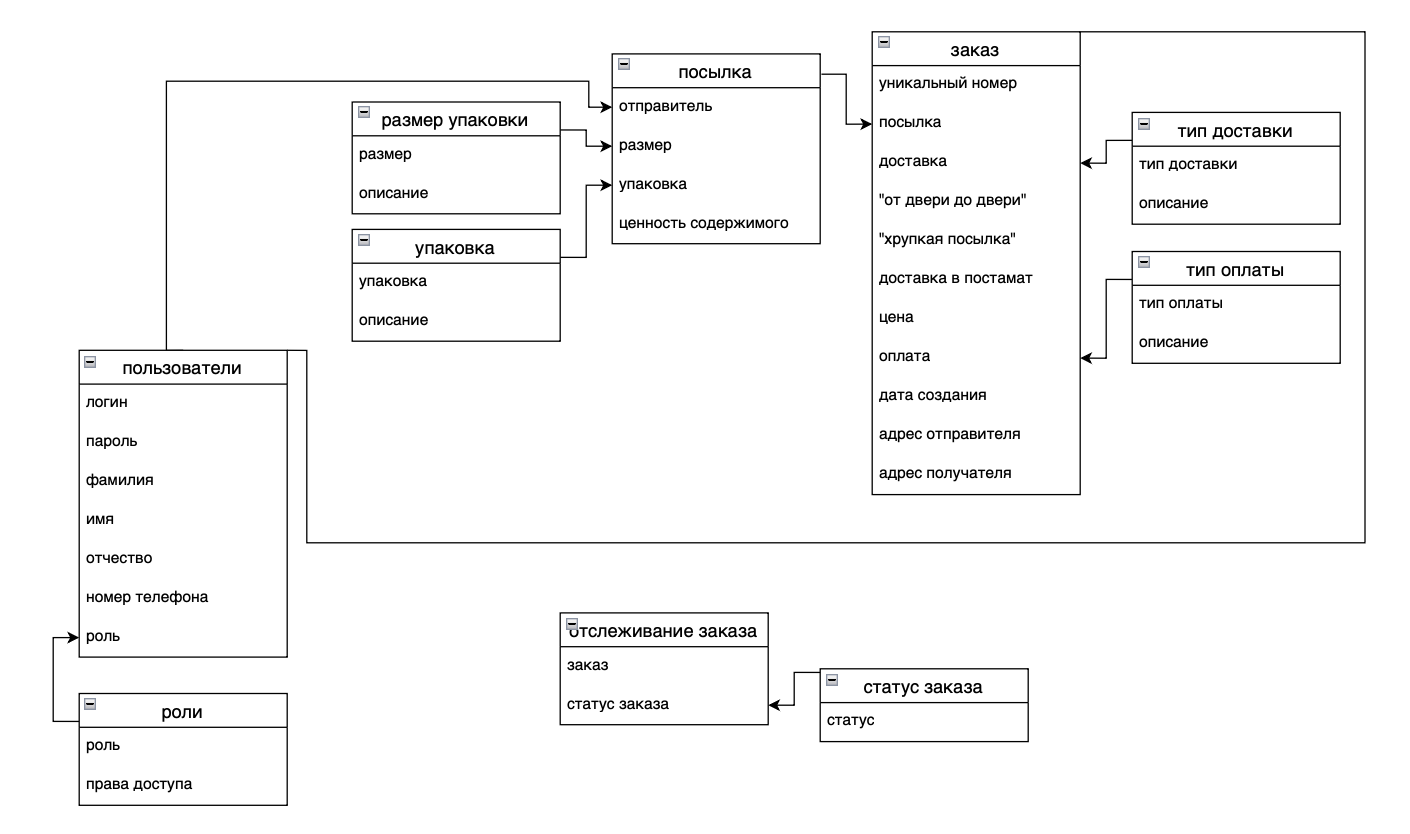 размер упаковки
размер
описание
упаковка
упаковка
описание
посылка
отправитель
размер
упаковка
ценность содержимого
заказ
уникальный номер
посылка
доставка
"от двери до двери"
"хрупкая посылка"
доставка в постамат
цена
оплата
дата создания
адрес отправителя
адрес получателя
тип доставки
тип доставки
описание
тип оплаты
тип оплаты
описание
пользователи
логин
пароль
фамилия
имя
отчество
номер телефона
роль
роли
роль
права доступа
отслеживание заказа
заказ
статус заказа
статус заказа
статус